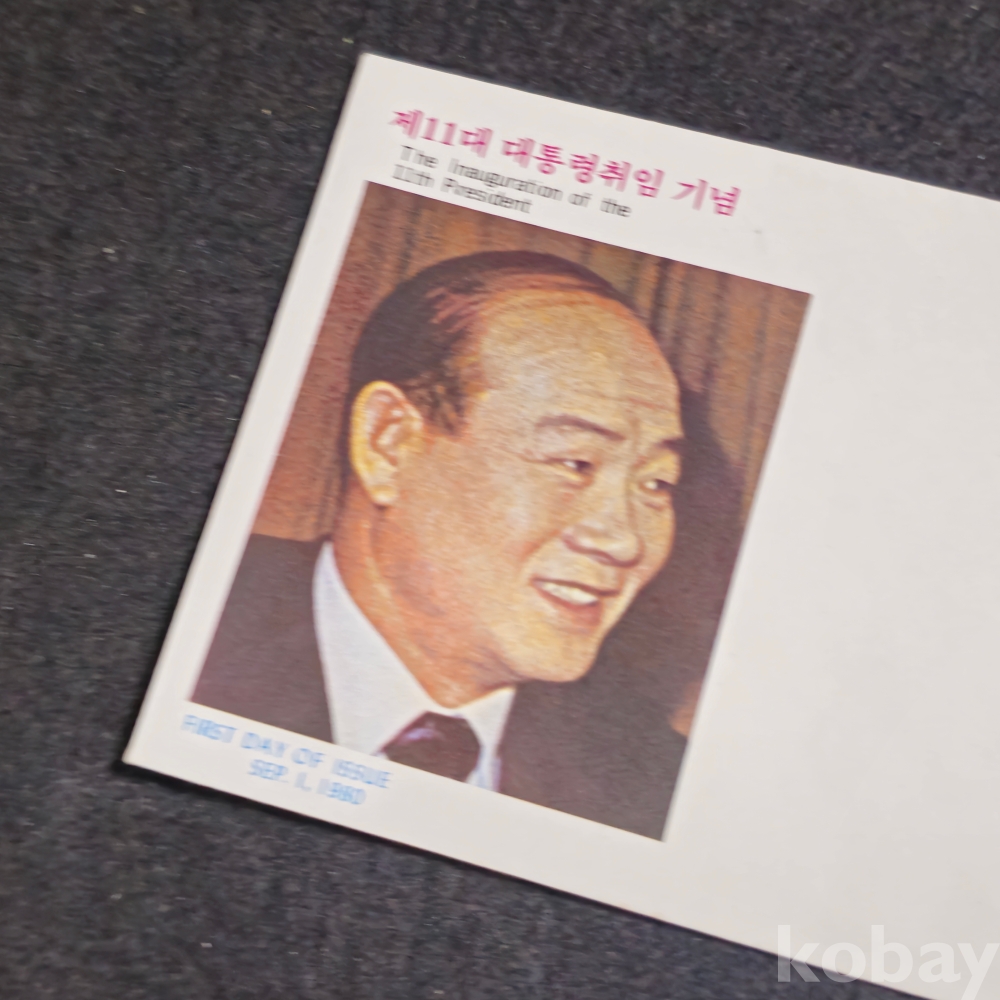 제11대 대통령취임 기념
The Inauguration of the
11th President
FIRST DAY OF ISSUE
SEP. 1, 1980
kobay